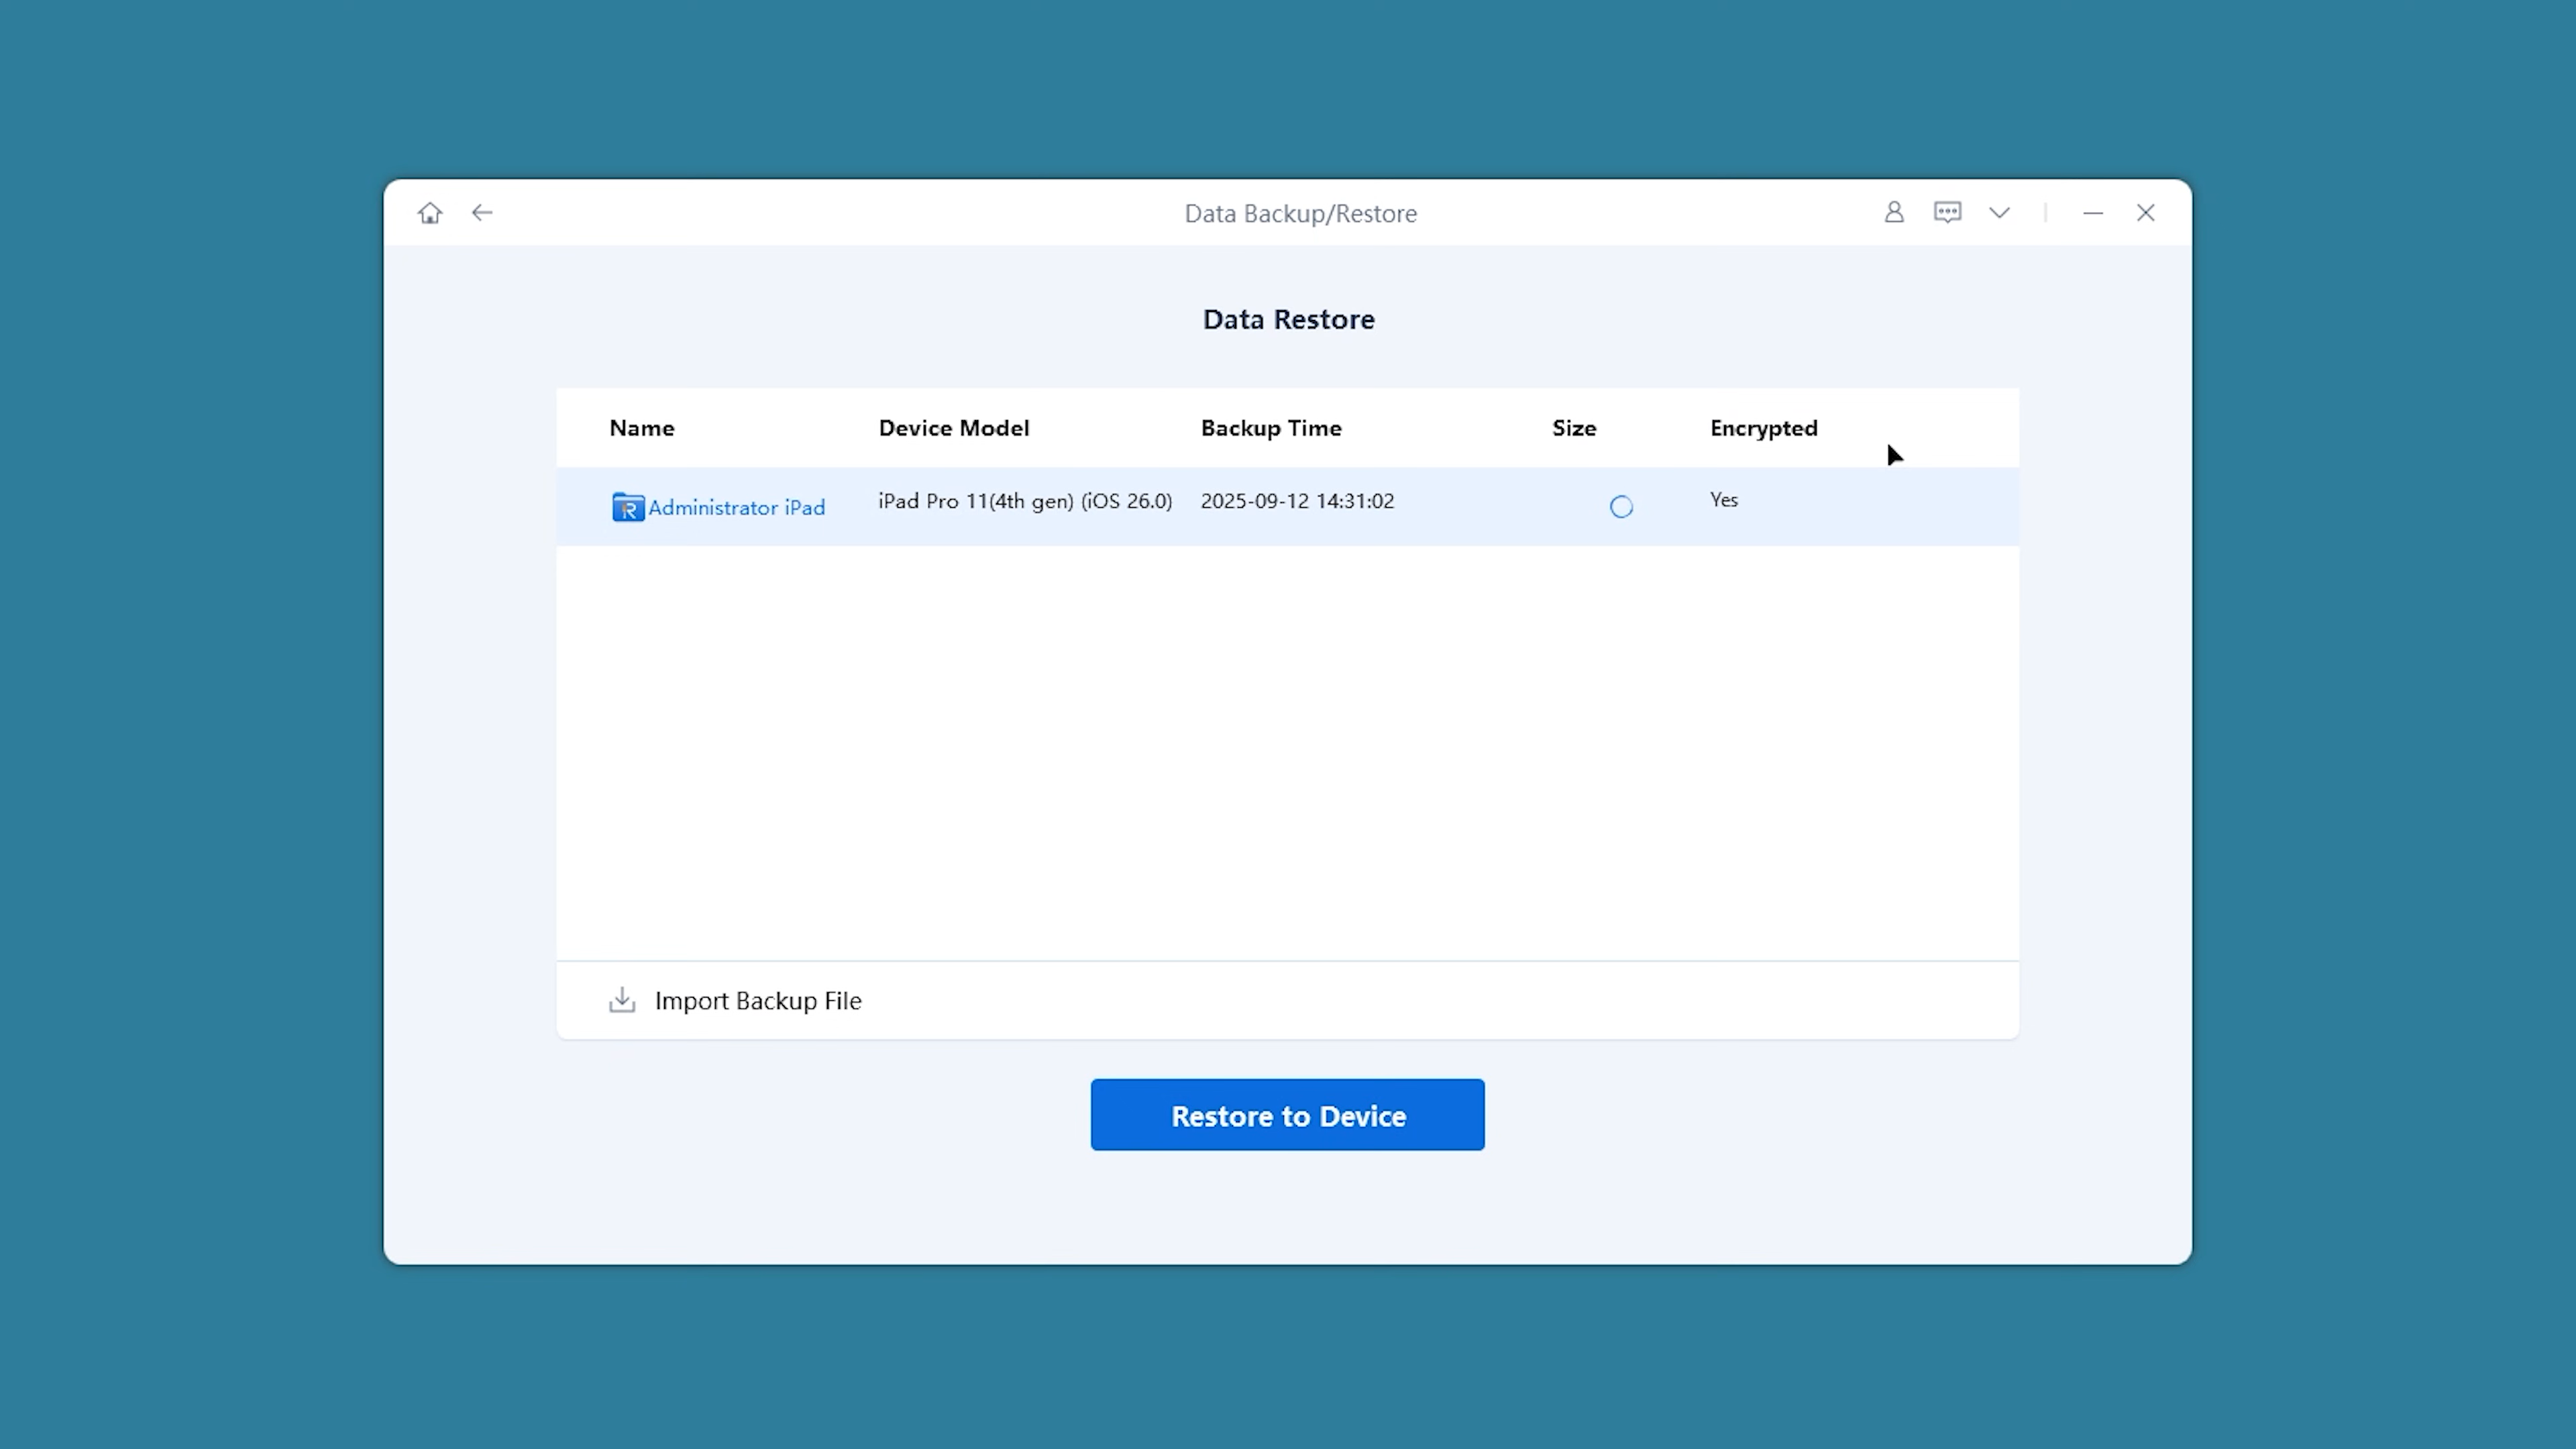 Data Backup/Restore
Data Restore
Name Device Model Backup Time Size Encrypted
Administrator iPad iPad Pro 11(4th gen) (iOS 26.0) 2025-09-12 14:31:02 Yes
Import Backup File
Restore to Device